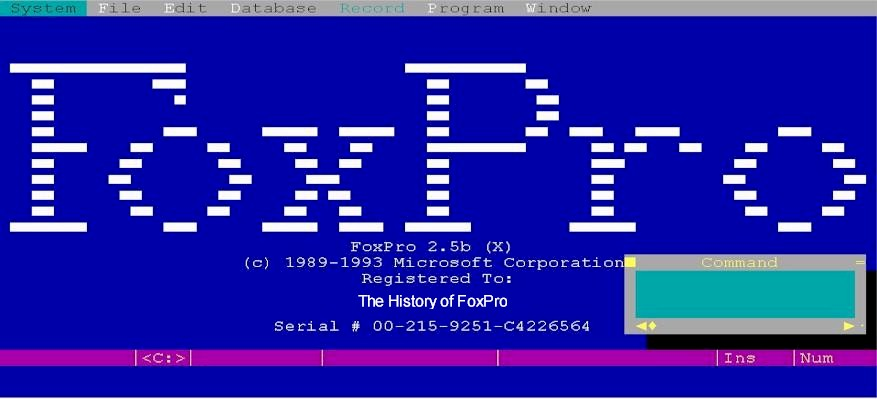 System File Edit Database Record Program Window
FoxPro
FoxPro 2.5b (X)
(c) 1989-1993 Microsoft Corporation
Registered To:
The History of FoxPro
Serial # 00-215-9251-C4226564
Command
<C:> Ins Num